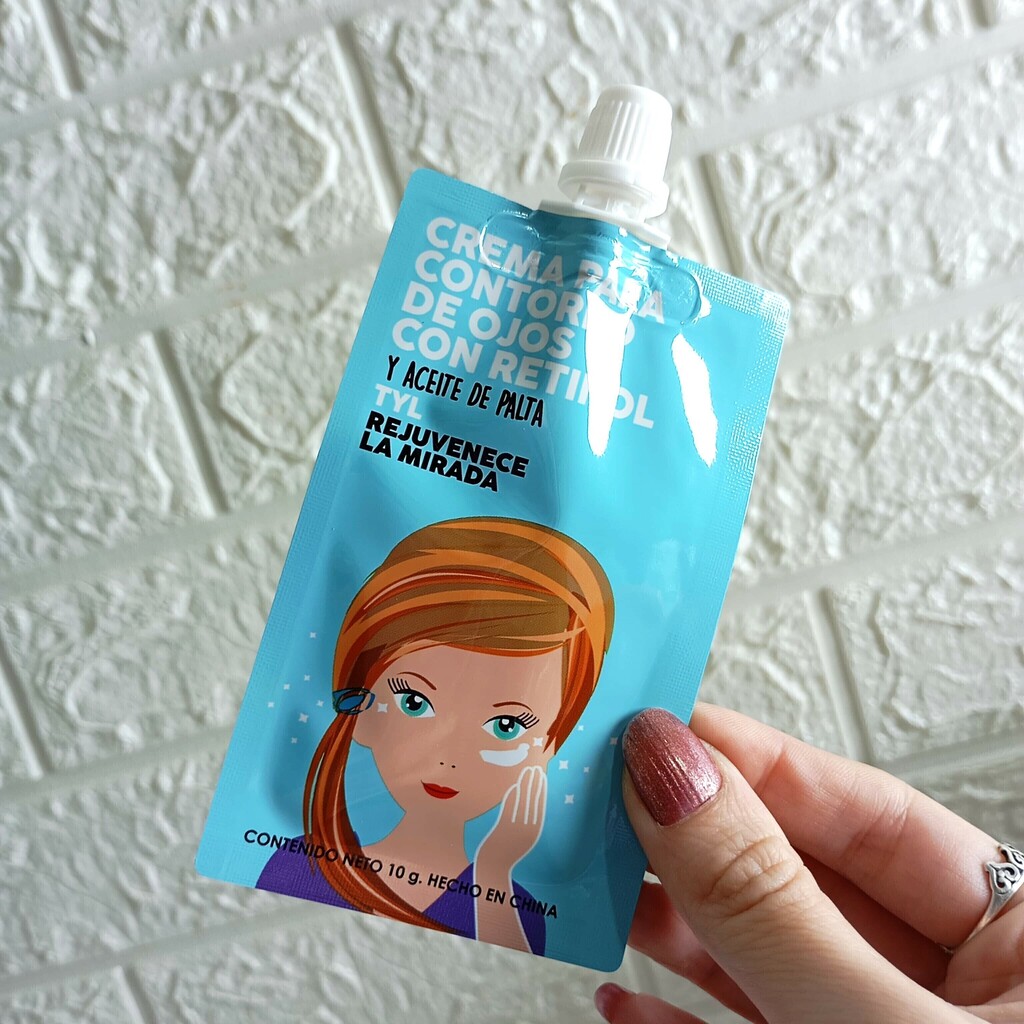 CREMA PARA
CONTORNO
DE OJOS
CON RETINOL
Y ACEITE DE PALTA
TYL
REJUVENECE
LA MIRADA
CONTENIDO NETO 10 g. HECHO EN CHINA